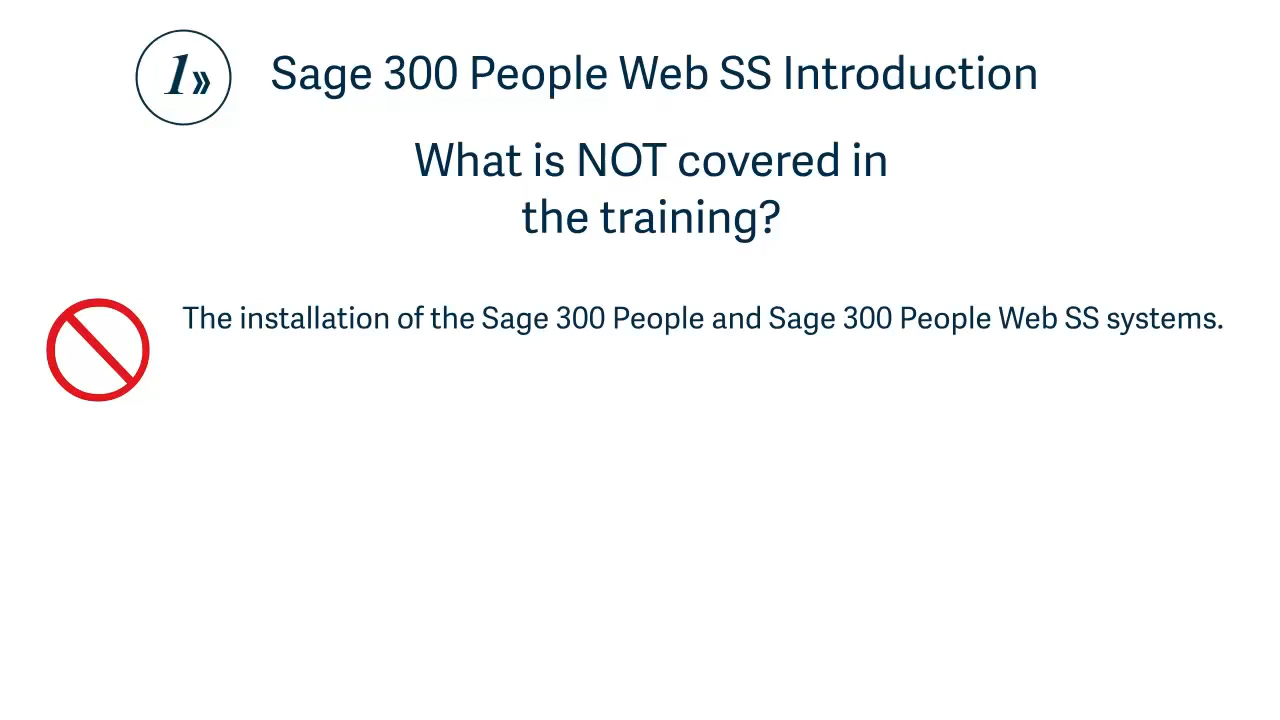 1» Sage 300 People Web SS Introduction
What is NOT covered in
the training?
The installation of the Sage 300 People and Sage 300 People Web SS systems.